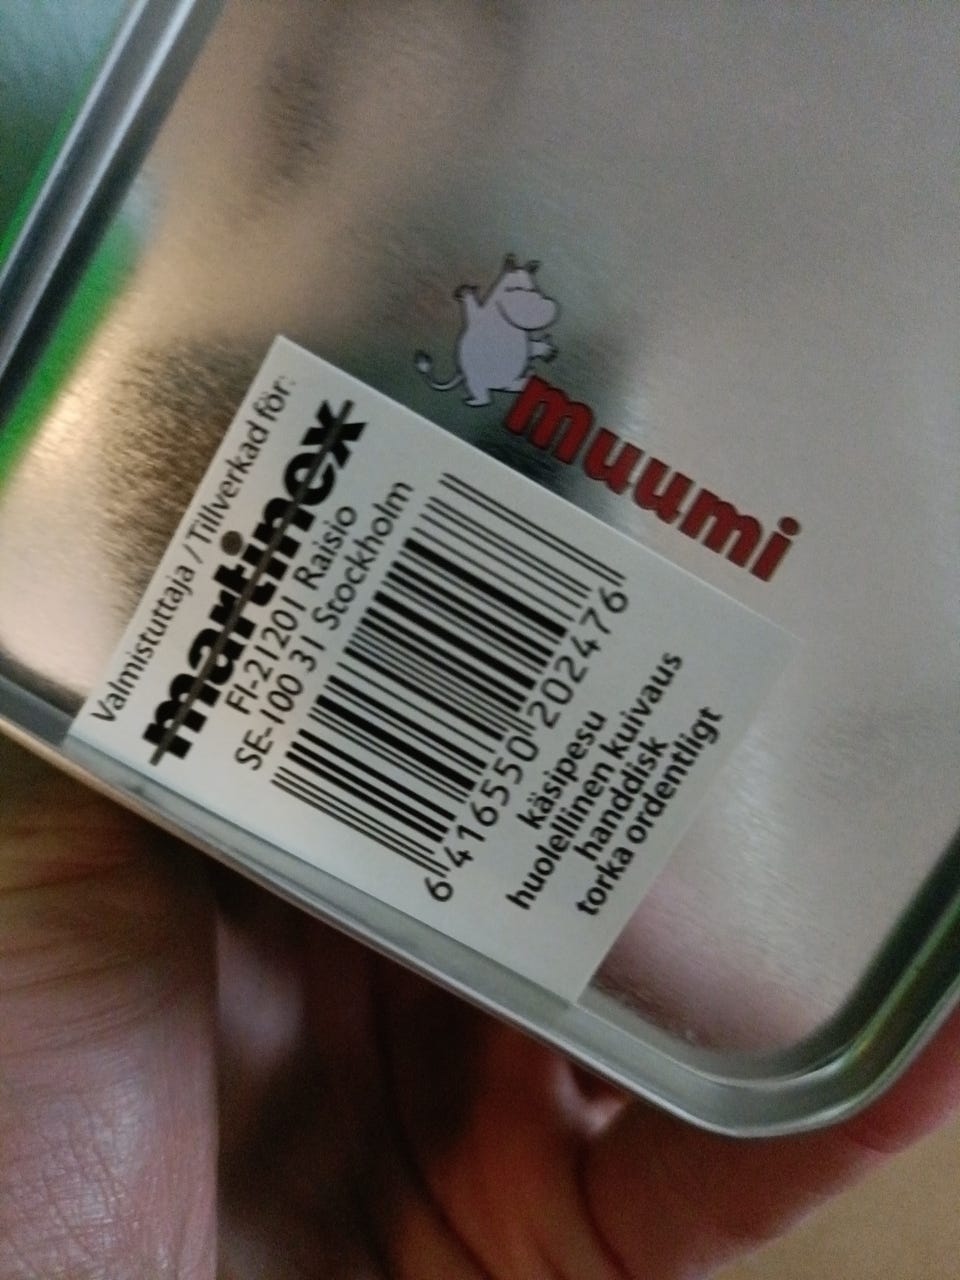 muumi
Valmistuttaja / Tillverkad för:
martinex
FI-21201 Raisio
SE-100 31 Stockholm
6 416550 202476
käsipesu
huolellinen kuivaus
handdisk
torka ordentligt